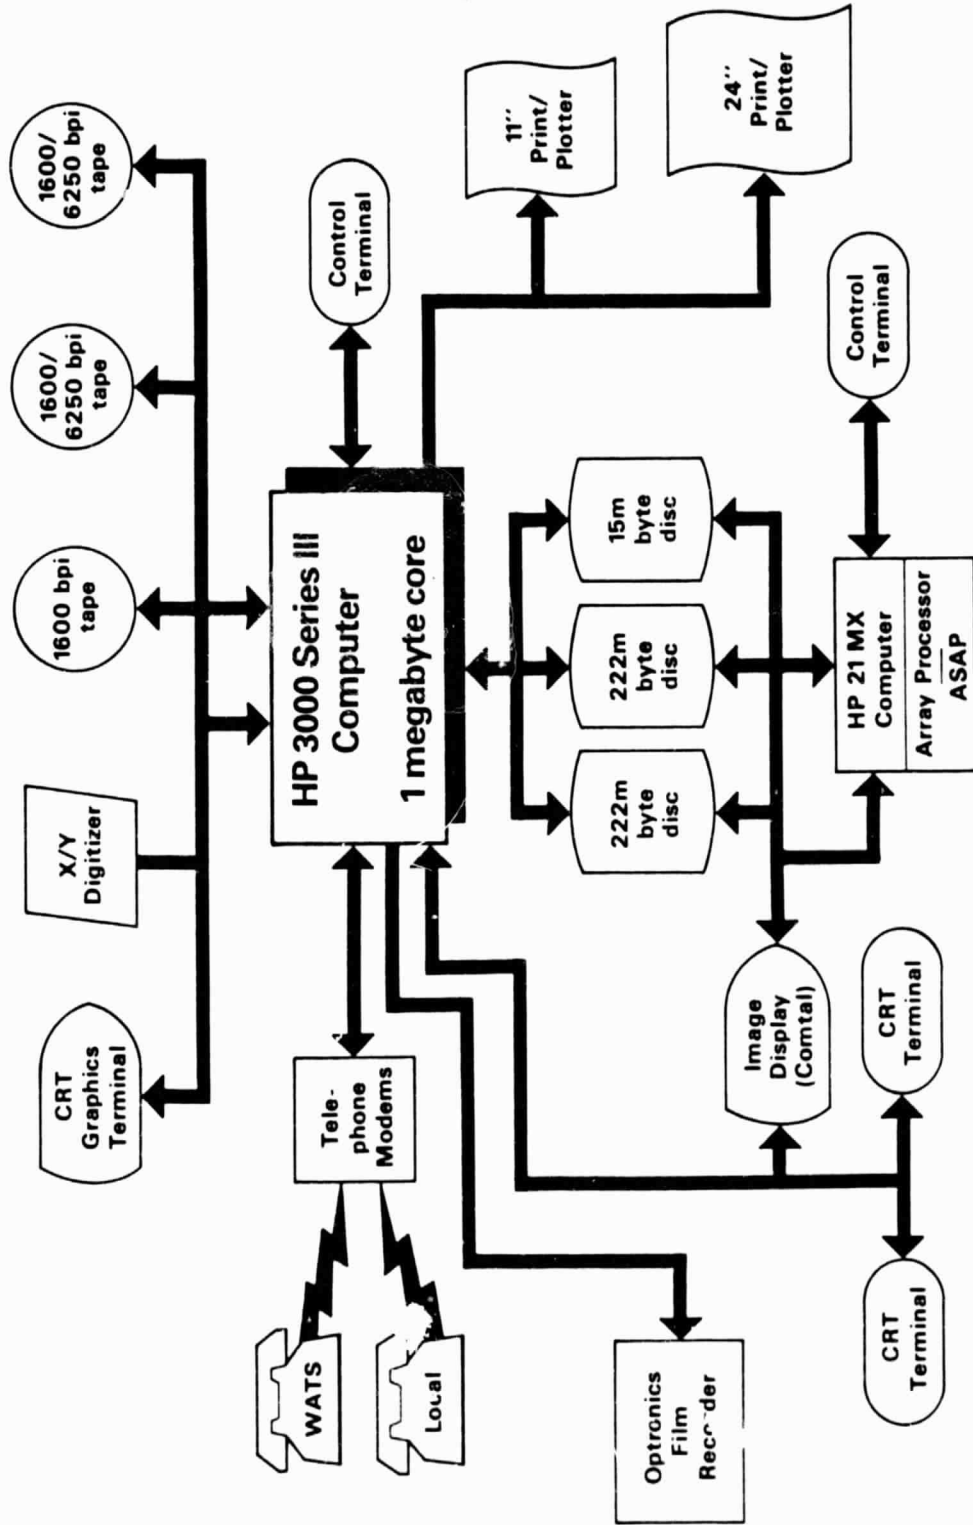 CRT
Graphics
Terminal
X/Y
Digitizer
1600 bpi
tape
1600/
6250 bpi
tape
1600/
6250 bpi
tape
WATS
Local
Tele-
phone
Modems
HP 3000 Series III
Computer
1 megabyte core
Control
Terminal
11"
Print/
Plotter
24"
Print/
Plotter
222m
byte
disc
222m
byte
disc
15m
byte
disc
Optronics
Film
Recorder
Image
Display
(Comtal)
CRT
Terminal
CRT
Terminal
HP 21 MX
Computer
Array Processor
ASAP
Control
Terminal